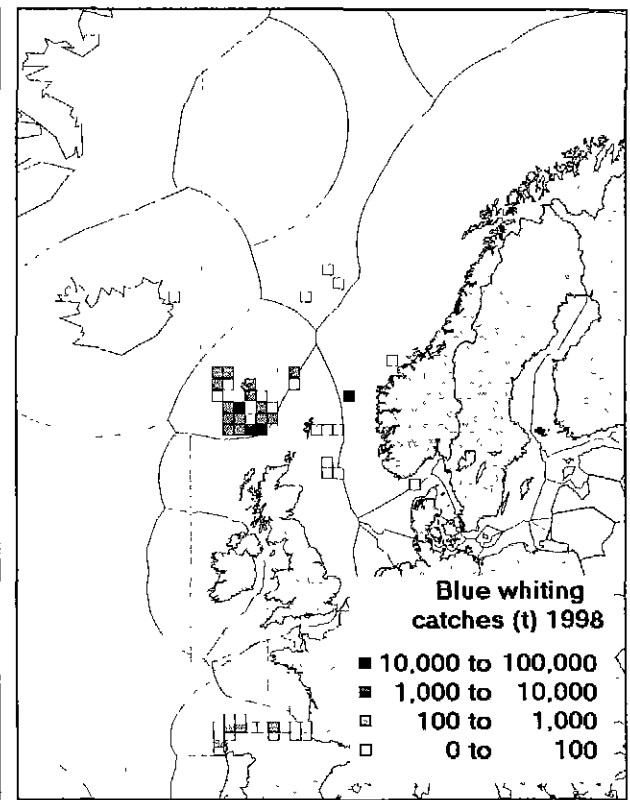 Blue whiting
catches (t) 1998
10,000 to 100,000
1,000 to 10,000
100 to 1,000
0 to 100